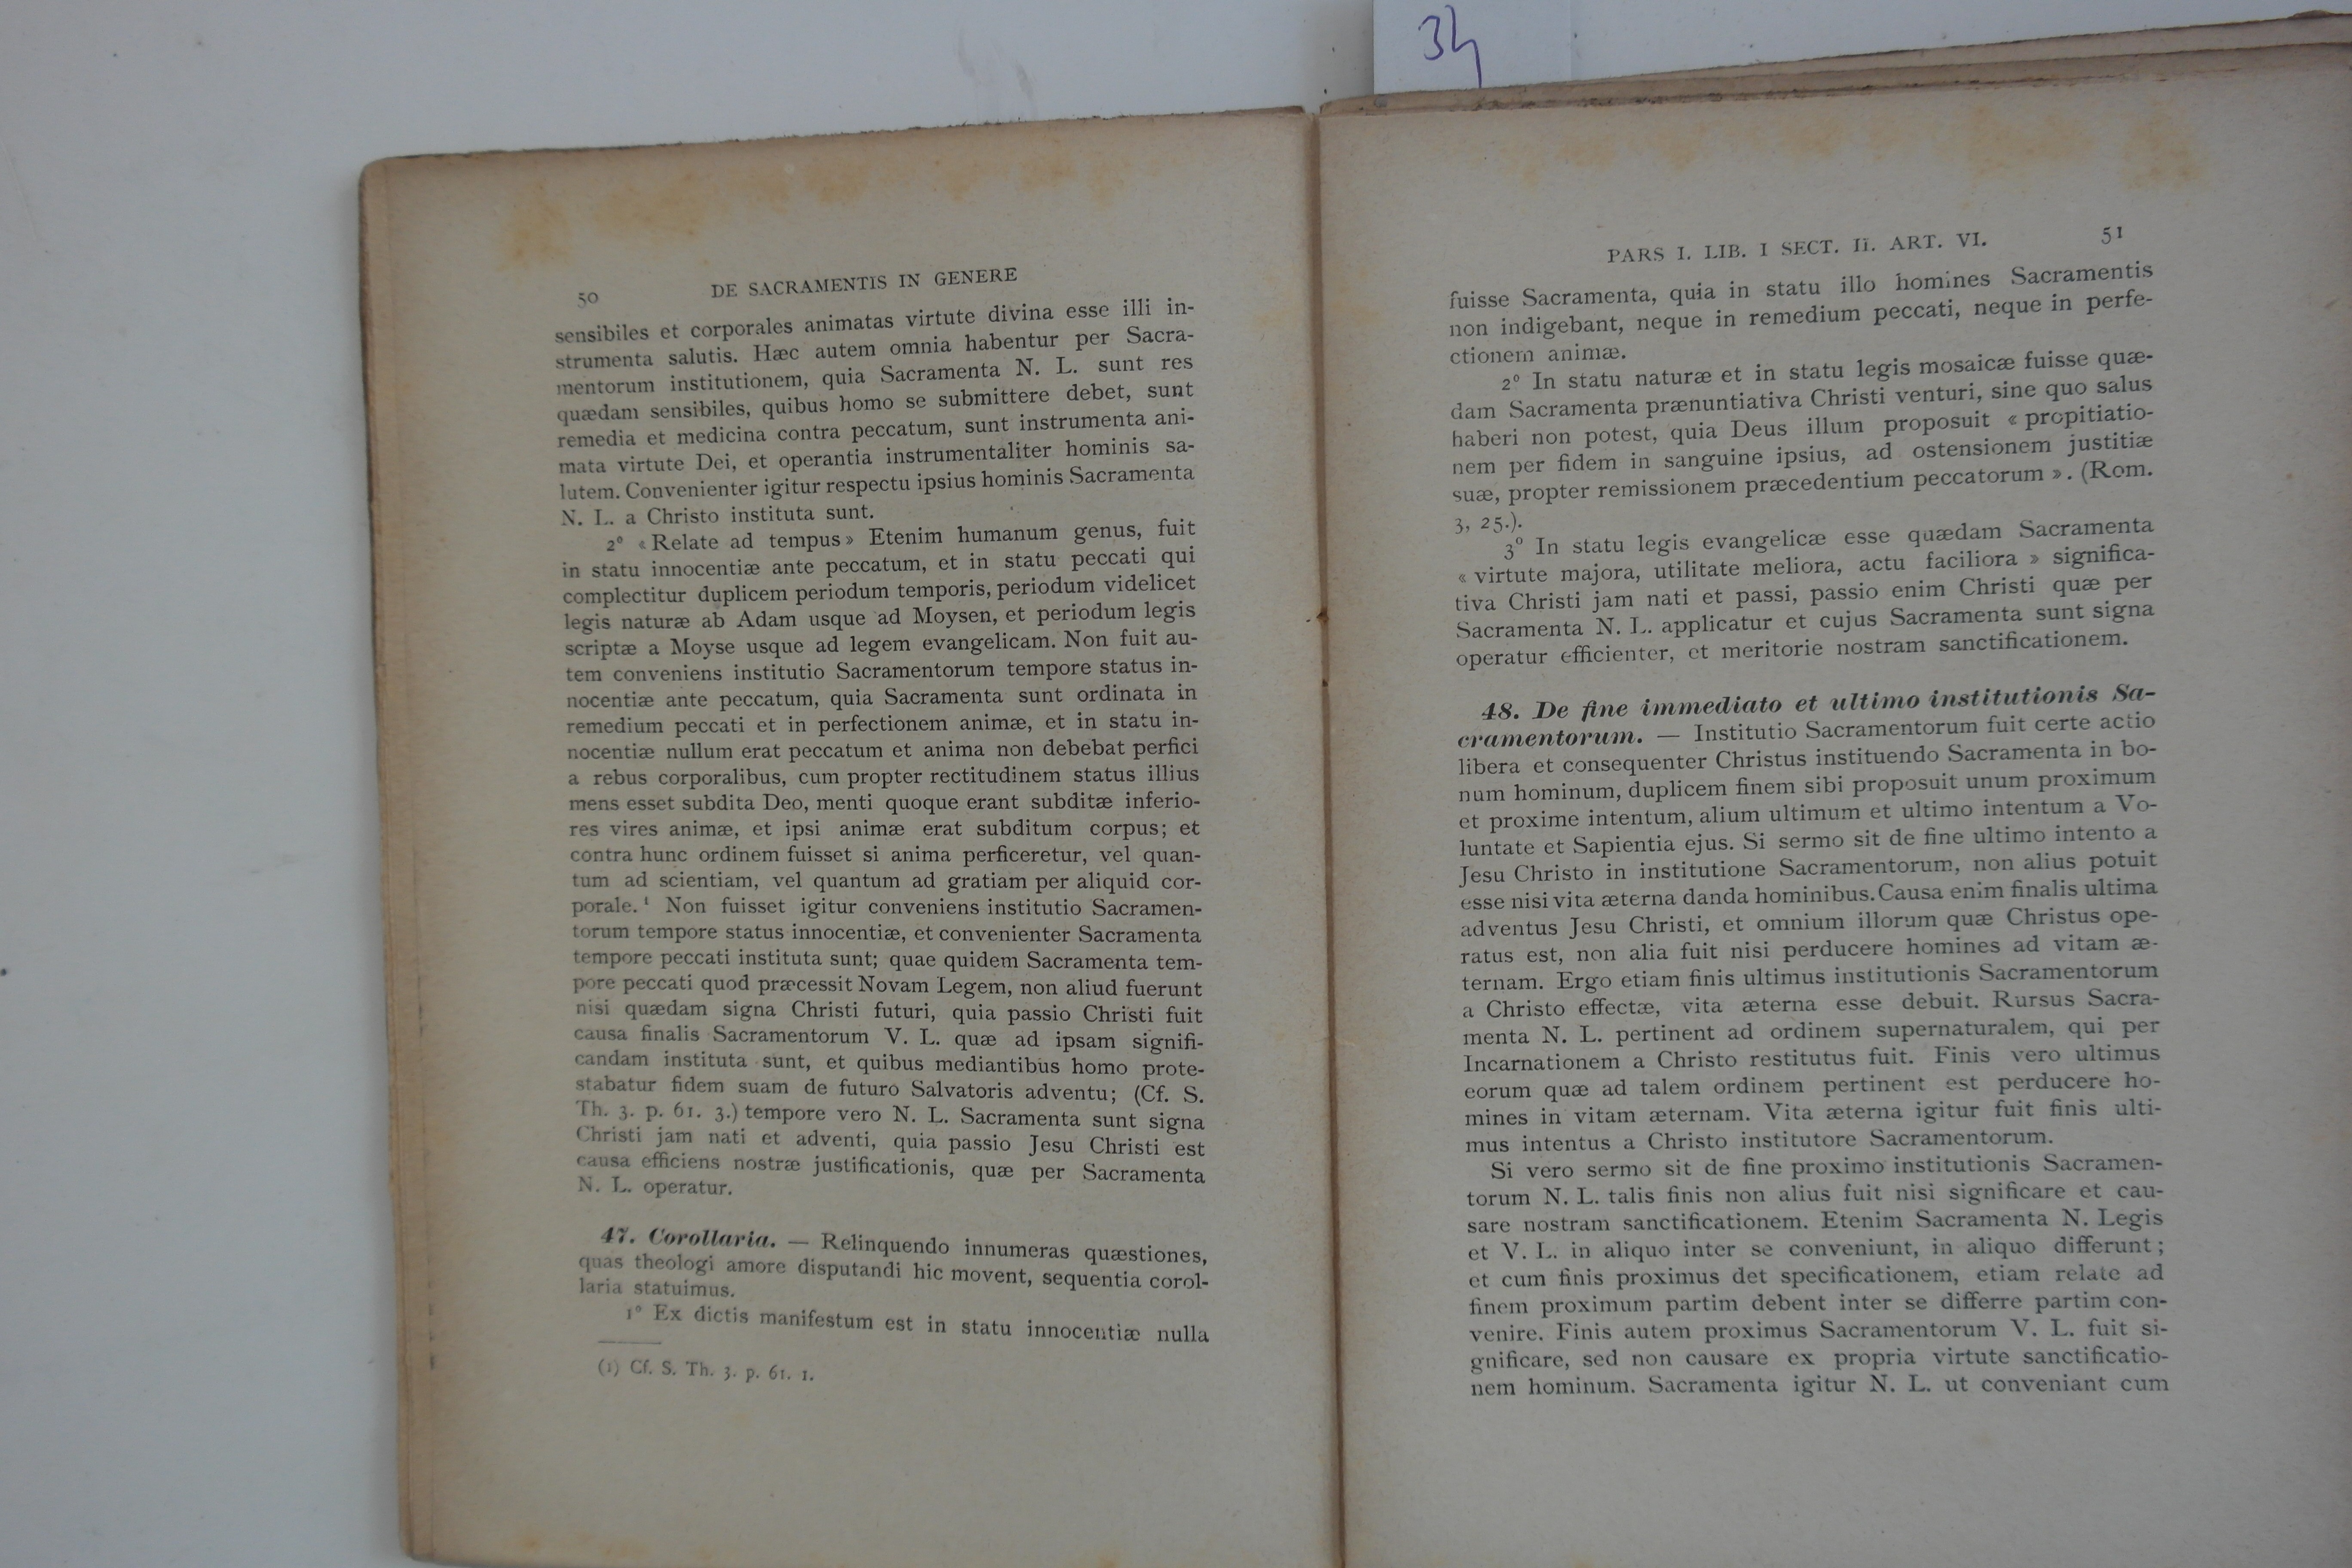 34
50 DE SACRAMENTIS IN GENERE
sensibiles et corporales animatas virtute divina esse illi in-
strumenta salutis. Hæc autem omnia habentur per Sacra-
mentorum institutionem, quia Sacramenta N. L. sunt res
quædam sensibiles, quibus homo se submittere debet, sunt
remedia et medicina contra peccatum, sunt instrumenta ani-
mata virtute Dei, et operantia instrumentaliter hominis sa-
lutem. Convenienter igitur respectu ipsius hominis Sacramenta
N. L. a Christo instituta sunt.
2° « Relate ad tempus » Etenim humanum genus, fuit
in statu innocentiæ ante peccatum, et in statu peccati qui
complectitur duplicem periodum temporis, periodum videlicet
legis naturæ ab Adam usque ad Moysen, et periodum legis
scriptæ a Moyse usque ad legem evangelicam. Non fuit au-
tem conveniens institutio Sacramentorum tempore status in-
nocentiæ ante peccatum, quia Sacramenta sunt ordinata in
remedium peccati et in perfectionem animæ, et in statu in-
nocentiæ nullum erat peccatum et anima non debebat perfici
a rebus corporalibus, cum propter rectitudinem status illius
mens esset subdita Deo, menti quoque erant subditæ inferio-
res vires animæ, et ipsi animæ erat subditum corpus; et
contra hunc ordinem fuisset si anima perficeretur, vel quan-
tum ad scientiam, vel quantum ad gratiam per aliquid cor-
porale.¹ Non fuisset igitur conveniens institutio Sacramen-
torum tempore status innocentiæ, et convenienter Sacramenta
tempore peccati instituta sunt; quae quidem Sacramenta tem-
pore peccati quod præcessit Novam Legem, non aliud fuerunt
nisi quædam signa Christi futuri, quia passio Christi fuit
causa finalis Sacramentorum V. L. quæ ad ipsam signifi-
candam instituta sunt, et quibus mediantibus homo prote-
stabatur fidem suam de futuro Salvatoris adventu; (Cf. S.
Th. 3. p. 61. 3.) tempore vero N. L. Sacramenta sunt signa
Christi jam nati et adventi, quia passio Jesu Christi est
causa efficiens nostræ justificationis, quæ per Sacramenta
N. L. operatur.
47. Corollaria. — Relinquendo innumeras quæstiones,
quas theologi amore disputandi hic movent, sequentia corol-
laria statuimus.
1° Ex dictis manifestum est in statu innocentiæ nulla
(1) Cf. S. Th. 3. p. 61. 1.
PARS I. LIB. I SECT. II. ART. VI. 51
fuisse Sacramenta, quia in statu illo homines Sacramentis
non indigebant, neque in remedium peccati, neque in perfe-
ctionem animæ.
2° In statu naturæ et in statu legis mosaicæ fuisse quæ-
dam Sacramenta prænuntiativa Christi venturi, sine quo salus
haberi non potest, quia Deus illum proposuit « propitiatio-
nem per fidem in sanguine ipsius, ad ostensionem justitiæ
suæ, propter remissionem præcedentium peccatorum ». (Rom.
3, 25.).
3° In statu legis evangelicæ esse quædam Sacramenta
« virtute majora, utilitate meliora, actu faciliora » significa-
tiva Christi jam nati et passi, passio enim Christi quæ per
Sacramenta N. L. applicatur et cujus Sacramenta sunt signa
operatur efficienter, et meritorie nostram sanctificationem.
48. De fine immediato et ultimo institutionis Sa-
cramentorum. — Institutio Sacramentorum fuit certe actio
libera et consequenter Christus instituendo Sacramenta in bo-
num hominum, duplicem finem sibi proposuit unum proximum
et proxime intentum, alium ultimum et ultimo intentum a Vo-
luntate et Sapientia ejus. Si sermo sit de fine ultimo intento a
Jesu Christo in institutione Sacramentorum, non alius potuit
esse nisi vita æterna danda hominibus. Causa enim finalis ultima
adventus Jesu Christi, et omnium illorum quæ Christus ope-
ratus est, non alia fuit nisi perducere homines ad vitam æ-
ternam. Ergo etiam finis ultimus institutionis Sacramentorum
a Christo effectæ, vita æterna esse debuit. Rursus Sacra-
menta N. L. pertinent ad ordinem supernaturalem, qui per
Incarnationem a Christo restitutus fuit. Finis vero ultimus
eorum quæ ad talem ordinem pertinent est perducere ho-
mines in vitam æternam. Vita æterna igitur fuit finis ulti-
mus intentus a Christo institutore Sacramentorum.
Si vero sermo sit de fine proximo institutionis Sacramen-
torum N. L. talis finis non alius fuit nisi significare et cau-
sare nostram sanctificationem. Etenim Sacramenta N. Legis
et V. L. in aliquo inter se conveniunt, in aliquo differunt;
et cum finis proximus det specificationem, etiam relate ad
finem proximum partim debent inter se differre partim con-
venire. Finis autem proximus Sacramentorum V. L. fuit si-
gnificare, sed non causare ex propria virtute sanctificatio-
nem hominum. Sacramenta igitur N. L. ut conveniant cum